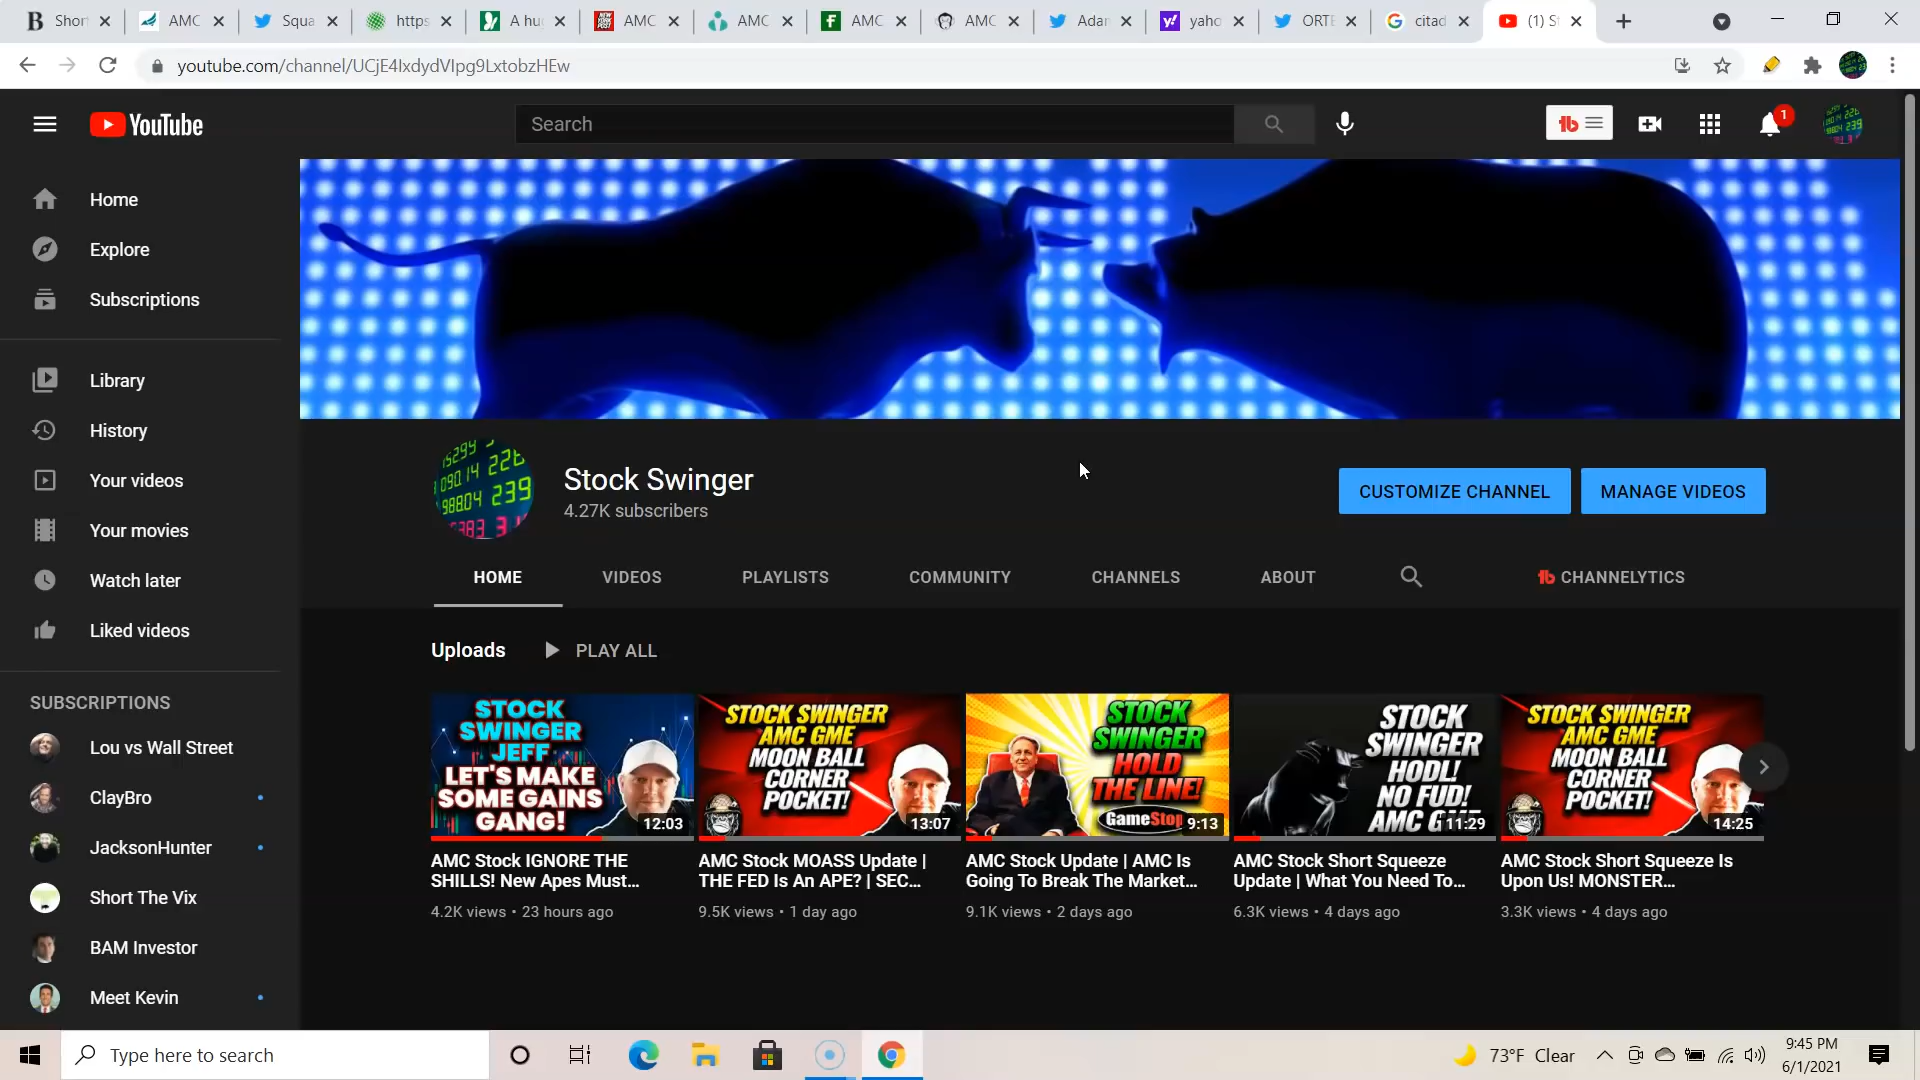 Shor
AMC
Squa
https
A hu
AMC
AMC
AMC
AMC
Adar
yaho
ORTE
citad
(1) S
youtube.com/channel/UCjE4IxdydVIpg9LxtobzHEw
YouTube
Search
1
Home
Explore
Subscriptions
Library
History
Your videos
Your movies
Watch later
Liked videos
SUBSCRIPTIONS
Lou vs Wall Street
ClayBro
JacksonHunter
Short The Vix
BAM Investor
Meet Kevin
Stock Swinger
4.27K subscribers
CUSTOMIZE CHANNEL
MANAGE VIDEOS
HOME
VIDEOS
PLAYLISTS
COMMUNITY
CHANNELS
ABOUT
CHANNELYTICS
Uploads
PLAY ALL
STOCK
SWINGER
JEFF
LET'S MAKE
SOME GAINS
GANG!
12:03
AMC Stock IGNORE THE
SHILLS! New Apes Must...
4.2K views • 23 hours ago
STOCK SWINGER
AMC GME
MOON BALL
CORNER
POCKET!
13:07
AMC Stock MOASS Update |
THE FED Is An APE? | SEC...
9.5K views • 1 day ago
STOCK
SWINGER
HOLD
THE LINE!
GameStop
9:13
AMC Stock Update | AMC Is
Going To Break The Market...
9.1K views • 2 days ago
STOCK
SWINGER
HODL!
NO FUD!
AMC G
11:29
AMC Stock Short Squeeze
Update | What You Need To...
6.3K views • 4 days ago
STOCK SWINGER
AMC GME
MOON BALL
CORNER
POCKET!
14:25
AMC Stock Short Squeeze Is
Upon Us! MONSTER...
3.3K views • 4 days ago
Type here to search
73°F Clear
9:45 PM
6/1/2021